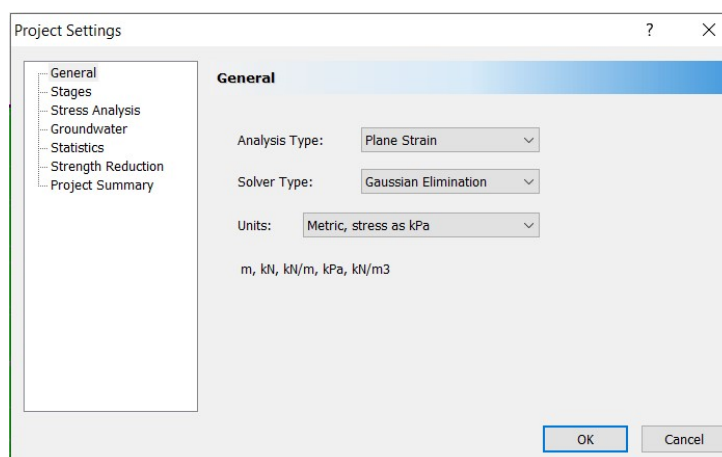 Project Settings
?
General
Stages
Stress Analysis
Groundwater
Statistics
Strength Reduction
Project Summary
General
Analysis Type: Plane Strain
Solver Type: Gaussian Elimination
Units: Metric, stress as kPa
m, kN, kN/m, kPa, kN/m3
OK Cancel